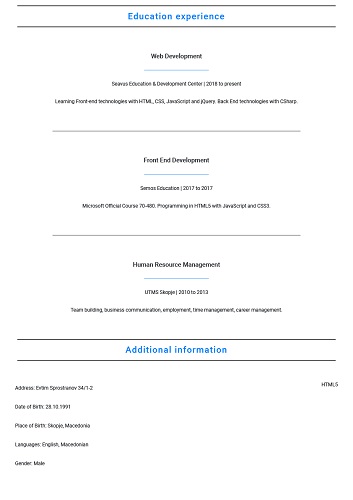 Education experience
Web Development
Seavus Education & Development Center | 2018 to present
Learning Front-end technologies with HTML, CSS, JavaScript and jQuery. Back End technologies with CSharp.
Front End Development
Semos Education | 2017 to 2017
Microsoft Official Course 70-480: Programming in HTML5 with JavaScript and CSS3.
Human Resource Management
UTMS Skopje | 2010 to 2013
Team building, business communication, employment, time management, career management.
Additional information
Address: Evtim Sprostranov 34/1-2
HTML5
Date of Birth: 28.10.1991
Place of Birth: Skopje, Macedonia
Languages: English, Macedonian
Gender: Male